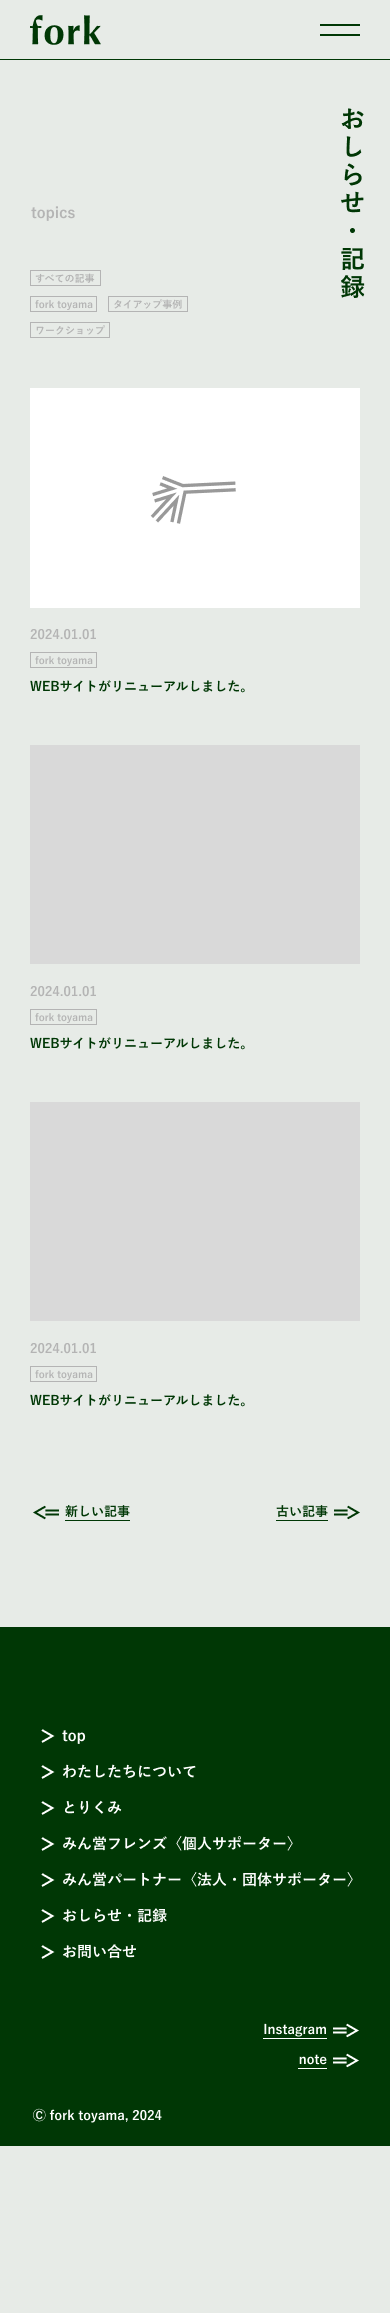 fork
おしらせ・記録
topics
すべての記事
fork toyama タイアップ事例
ワークショップ
2024.01.01
fork toyama
WEBサイトがリニューアルしました。
2024.01.01
fork toyama
WEBサイトがリニューアルしました。
2024.01.01
fork toyama
WEBサイトがリニューアルしました。
新しい記事 古い記事
top
わたしたちについて
とりくみ
みん営フレンズ〈個人サポーター〉
みん営パートナー〈法人・団体サポーター〉
おしらせ・記録
お問い合せ
Instagram
note
© fork toyama, 2024